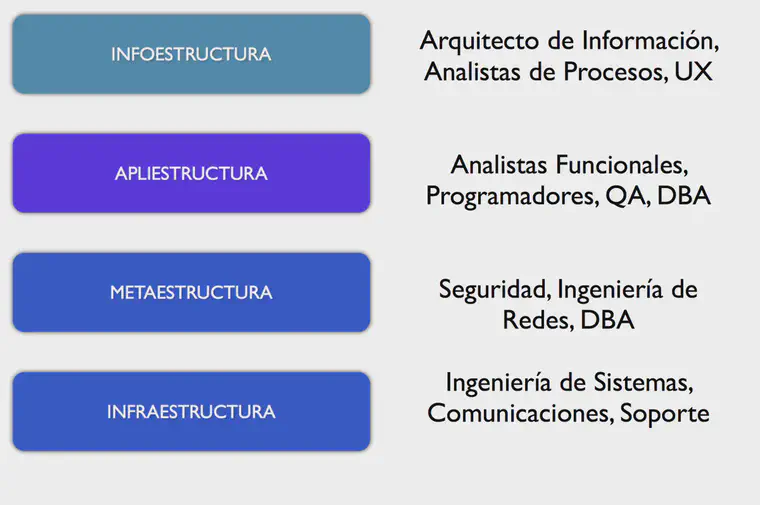 INFOESTRUCTURA
Arquitecto de Información,
Analistas de Procesos, UX
APLIESTRUCTURA
Analistas Funcionales,
Programadores, QA, DBA
METAESTRUCTURA
Seguridad, Ingeniería de
Redes, DBA
INFRAESTRUCTURA
Ingeniería de Sistemas,
Comunicaciones, Soporte